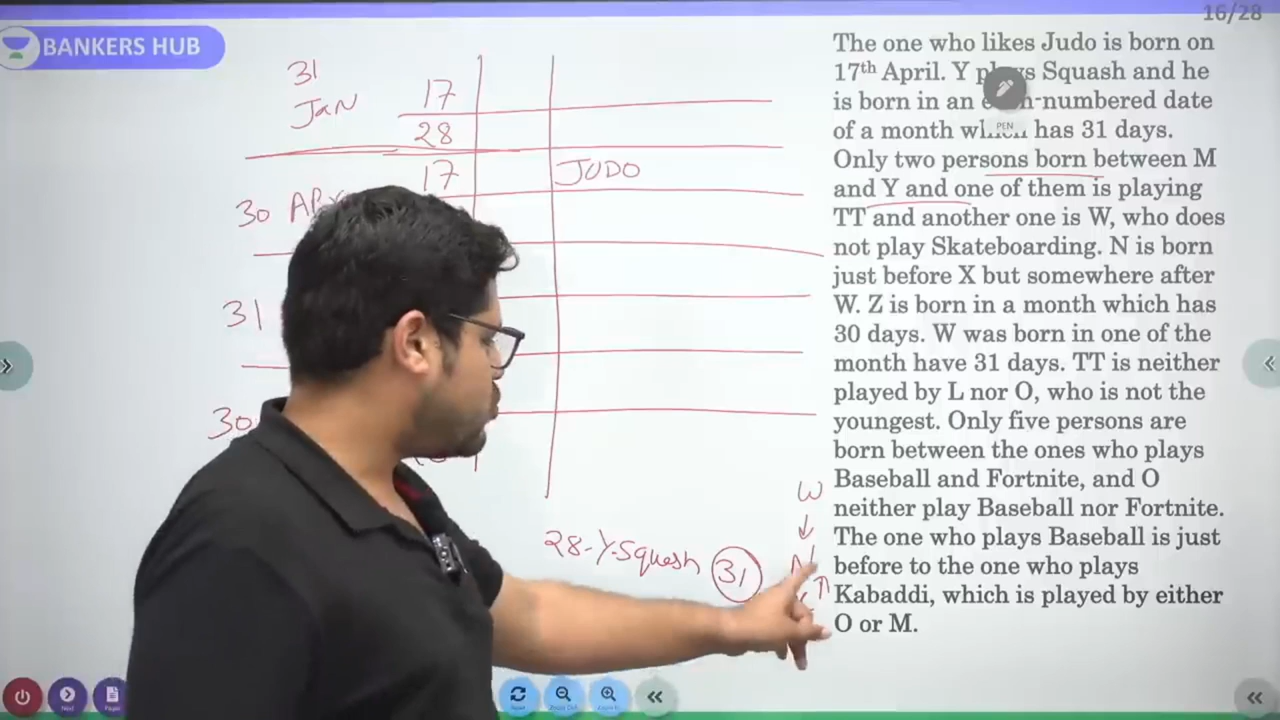 16/28
BANKERS HUB
31
Jan
17
28
17
JUDO
30
31
30
28-Y-Squash
31
W
The one who likes Judo is born on
17th April. Y plays Squash and he
is born in an numbered date
of a month which has 31 days.
PEN
Only two persons born between M
and Y and one of them is playing
TT and another one is W, who does
not play Skateboarding. N is born
just before X but somewhere after
W. Z is born in a month which has
30 days. W was born in one of the
month have 31 days. TT is neither
played by L nor O, who is not the
youngest. Only five persons are
born between the ones who plays
Baseball and Fortnite, and O
neither play Baseball nor Fortnite.
The one who plays Baseball is just
before to the one who plays
Kabaddi, which is played by either
O or M.